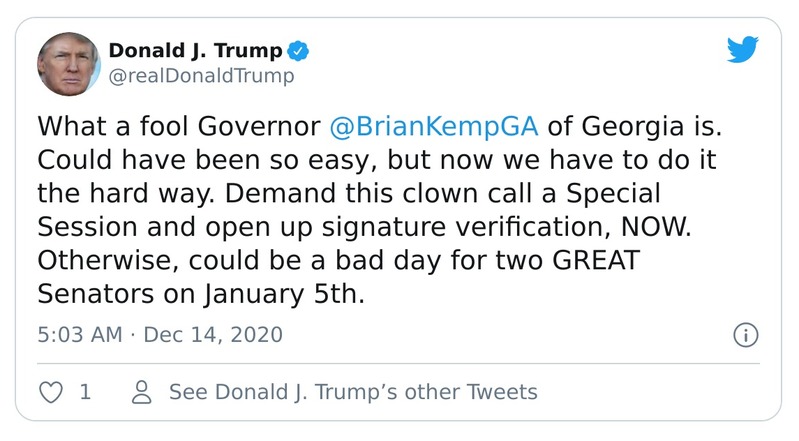 Donald J. Trump
@realDonaldTrump
What a fool Governor @BrianKempGA of Georgia is.
Could have been so easy, but now we have to do it
the hard way. Demand this clown call a Special
Session and open up signature verification, NOW.
Otherwise, could be a bad day for two GREAT
Senators on January 5th.
5:03 AM · Dec 14, 2020
1 See Donald J. Trump’s other Tweets